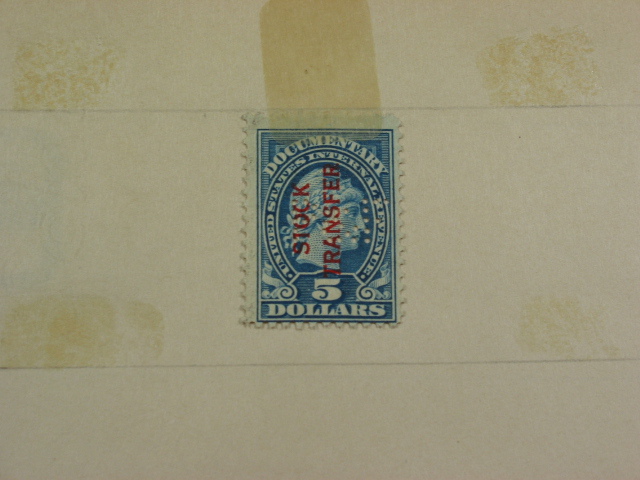 DOCUMENTARY
UNITED STATES INTERNAL REVENUE
STOCK
TRANSFER
5
DOLLARS